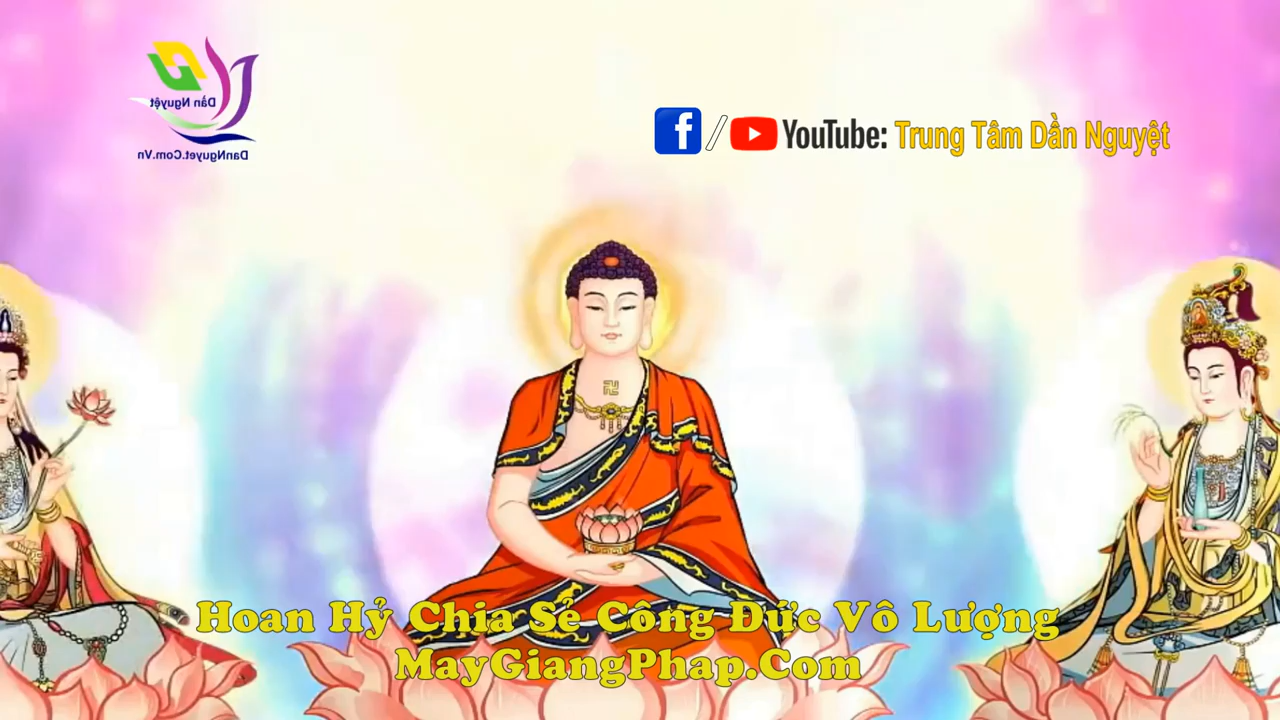 Dần Nguyệt
DanNguyet.Com.Vn
f / YouTube: Trung Tâm Dần Nguyệt
Hoan Hỷ Chia Sẻ Công Đức Vô Lượng
MayGiangPhap.Com